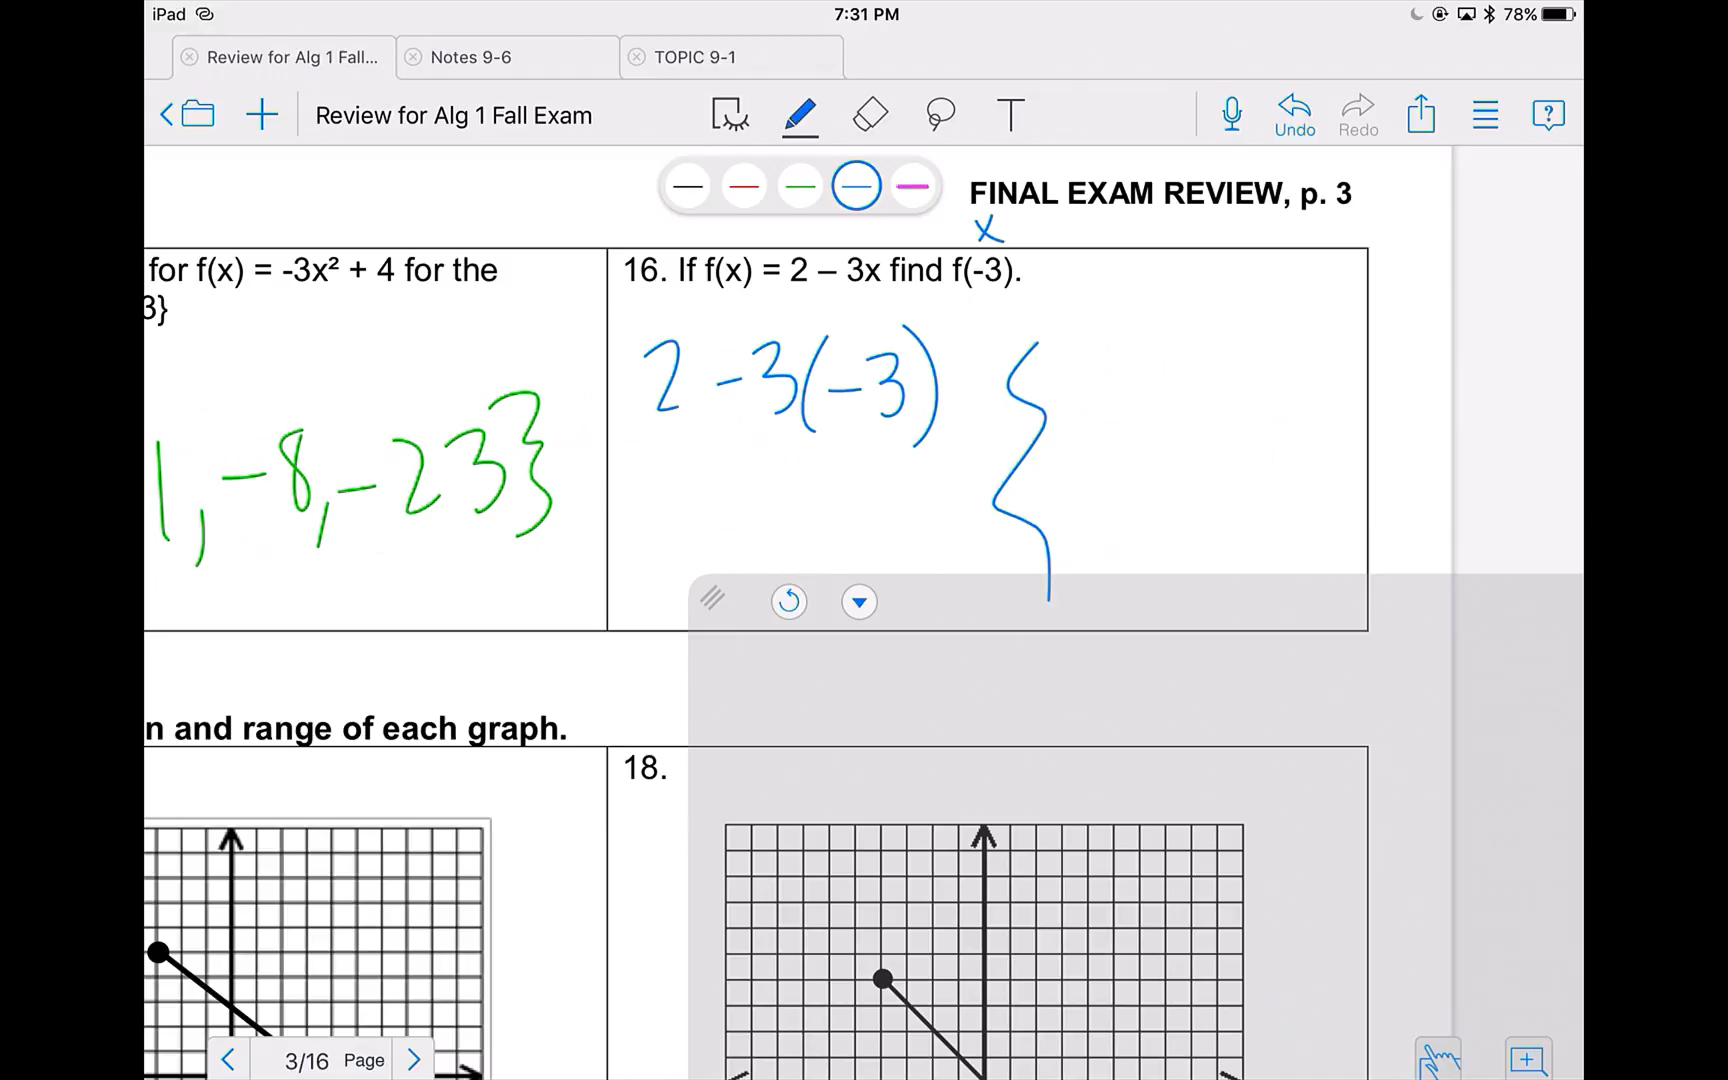 iPad
7:31 PM
78%
Review for Alg 1 Fall...
Notes 9-6
TOPIC 9-1
Review for Alg 1 Fall Exam
T
Undo
Redo
?
FINAL EXAM REVIEW, p. 3
x
for f(x) = -3x² + 4 for the
3}
1, -8, -23}
16. If f(x) = 2 – 3x find f(-3).
2 -3(-3)
n and range of each graph.
18.
3/16 Page